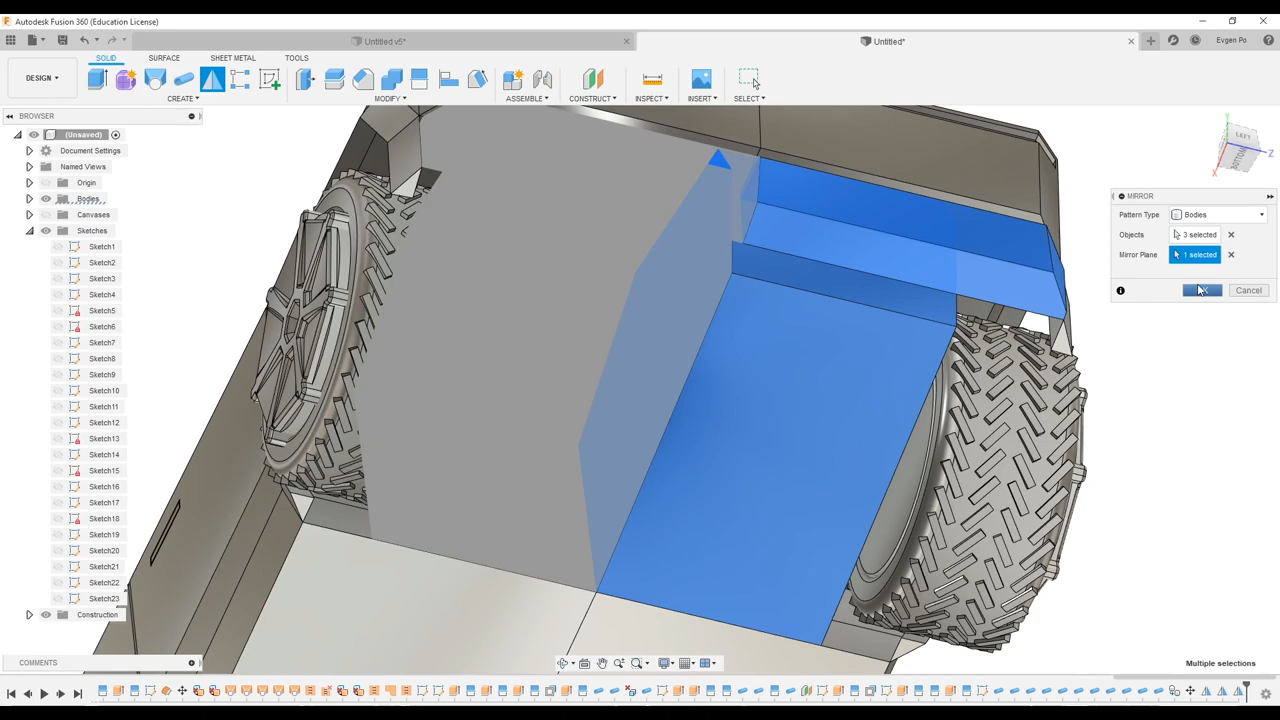 Autodesk Fusion 360 (Education License)
Untitled v5*
Untitled*
Evgen Po
DESIGN
SOLID SURFACE SHEET METAL TOOLS
CREATE MODIFY ASSEMBLE CONSTRUCT INSPECT INSERT SELECT
BROWSER
(Unsaved)
Document Settings
Named Views
Origin
Bodies
Canvases
Sketches
Sketch1
Sketch2
Sketch3
Sketch4
Sketch5
Sketch6
Sketch7
Sketch8
Sketch9
Sketch10
Sketch11
Sketch12
Sketch13
Sketch14
Sketch15
Sketch16
Sketch17
Sketch18
Sketch19
Sketch20
Sketch21
Sketch22
Sketch23
Construction
Y
LEFT
BOTTOM
Z
X
MIRROR
Pattern Type Bodies
Objects 3 selected
Mirror Plane 1 selected
Cancel
COMMENTS
Multiple selections